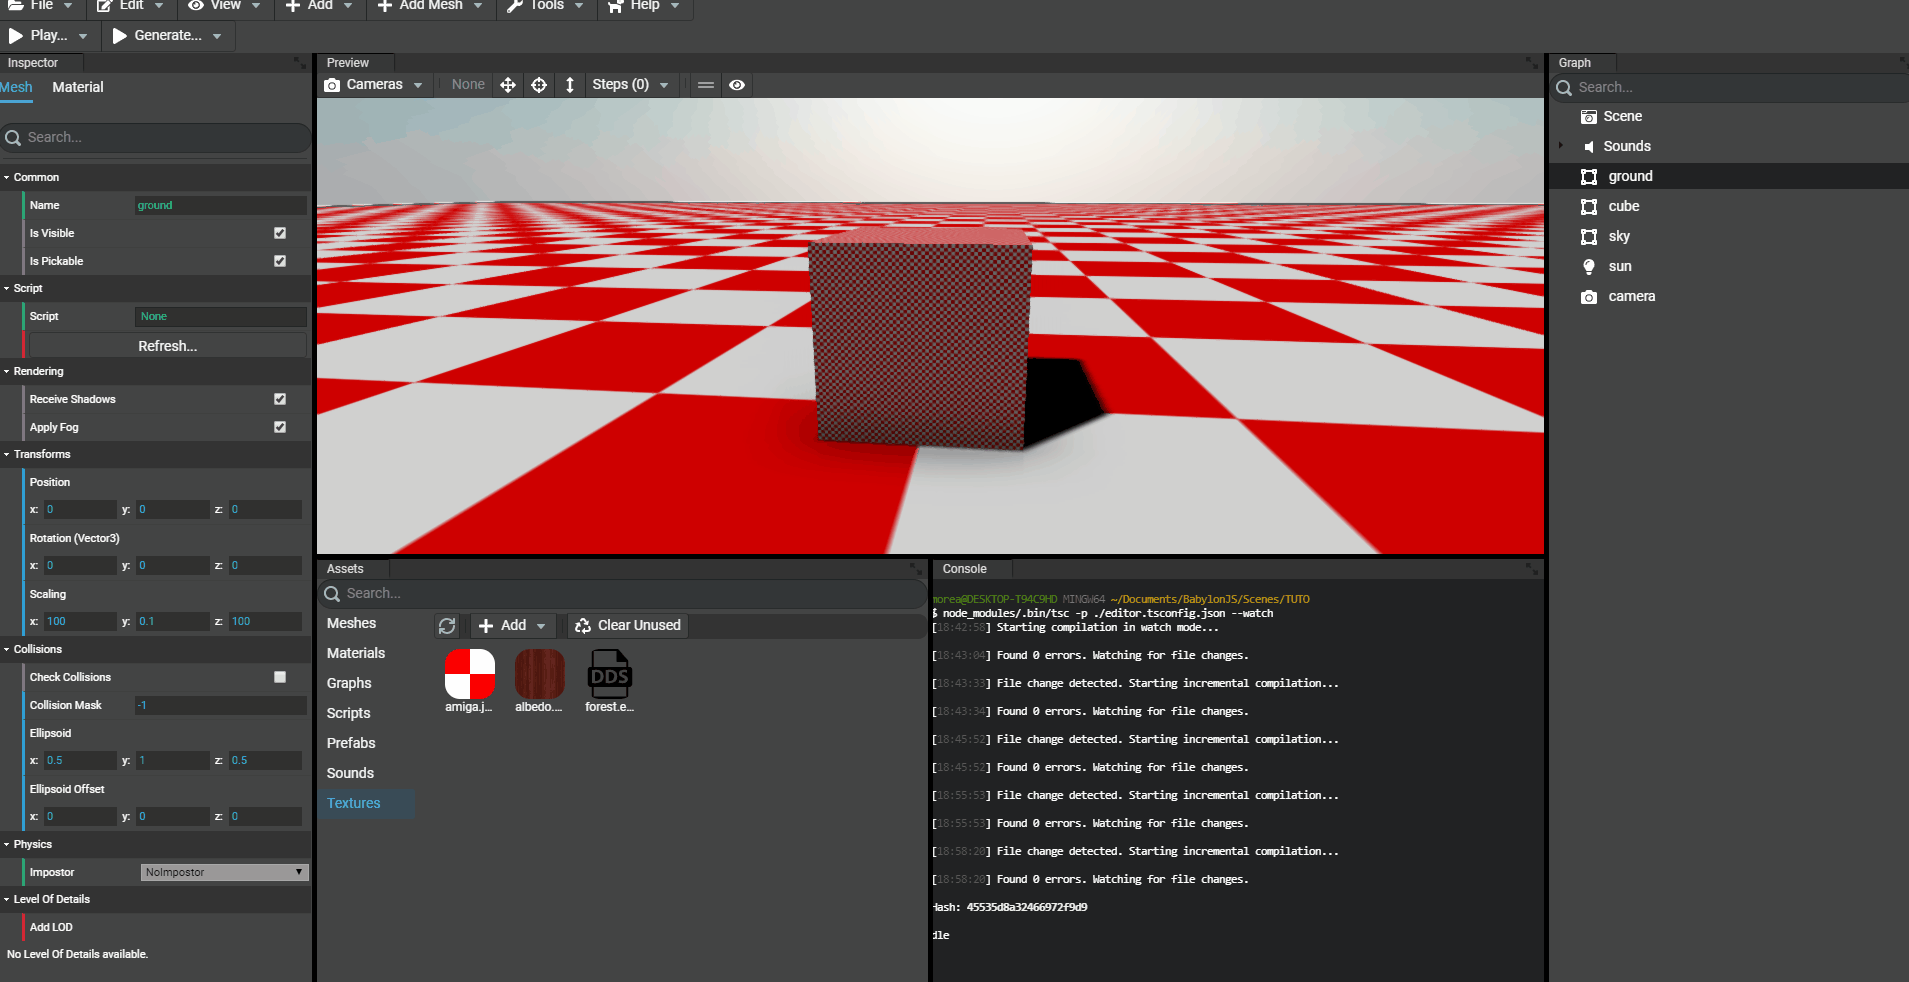 File
Edit
View
Add
Add Mesh
Tools
Help
Play...
Generate...
Inspector
Mesh
Material
Search...
Common
Name
ground
Is Visible
Is Pickable
Script
Script
None
Refresh...
Rendering
Receive Shadows
Apply Fog
Transforms
Position
x: 0 y: 0 z: 0
Rotation (Vector3)
x: 0 y: 0 z: 0
Scaling
x: 100 y: 0.1 z: 100
Collisions
Check Collisions
Collision Mask
-1
Ellipsoid
x: 0.5 y: 1 z: 0.5
Ellipsoid Offset
x: 0 y: 0 z: 0
Physics
Impostor
NoImpostor
Level Of Details
Add LOD
No Level Of Details available.
Preview
Cameras
None
Steps (0)
Assets
Search...
Meshes
Materials
Graphs
Scripts
Prefabs
Sounds
Textures
Add
Clear Unused
amiga.j...
albedo....
DDS
forest.e...
Console
morea@DESKTOP-T94C9HD MINGW64 ~/Documents/BabylonJS/Scenes/TUTO
$ node_modules/.bin/tsc -p ./editor.tsconfig.json --watch
[18:42:58] Starting compilation in watch mode...
[18:43:04] Found 0 errors. Watching for file changes.
[18:43:33] File change detected. Starting incremental compilation...
[18:43:34] Found 0 errors. Watching for file changes.
[18:45:52] File change detected. Starting incremental compilation...
[18:45:52] Found 0 errors. Watching for file changes.
[18:55:53] File change detected. Starting incremental compilation...
[18:55:53] Found 0 errors. Watching for file changes.
[18:58:20] File change detected. Starting incremental compilation...
[18:58:20] Found 0 errors. Watching for file changes.
Hash: 45535d8a32466972f9d9
dle
Graph
Search...
Scene
Sounds
ground
cube
sky
sun
camera